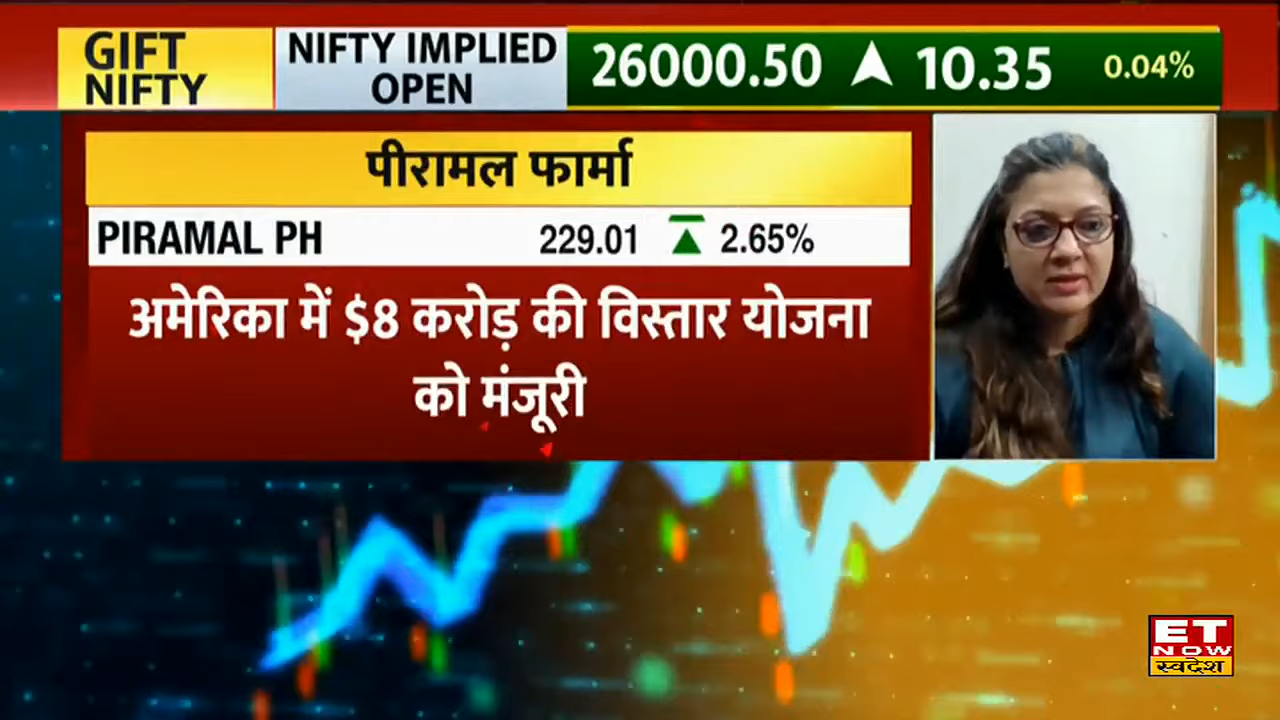 GIFT
NIFTY
NIFTY IMPLIED
OPEN
26000.50 10.35 0.04%
पीरामल फार्मा
PIRAMAL PH 229.01 2.65%
अमेरिका में $8 करोड़ की विस्तार योजना
को मंजूरी
ET
NOW
स्वदेश